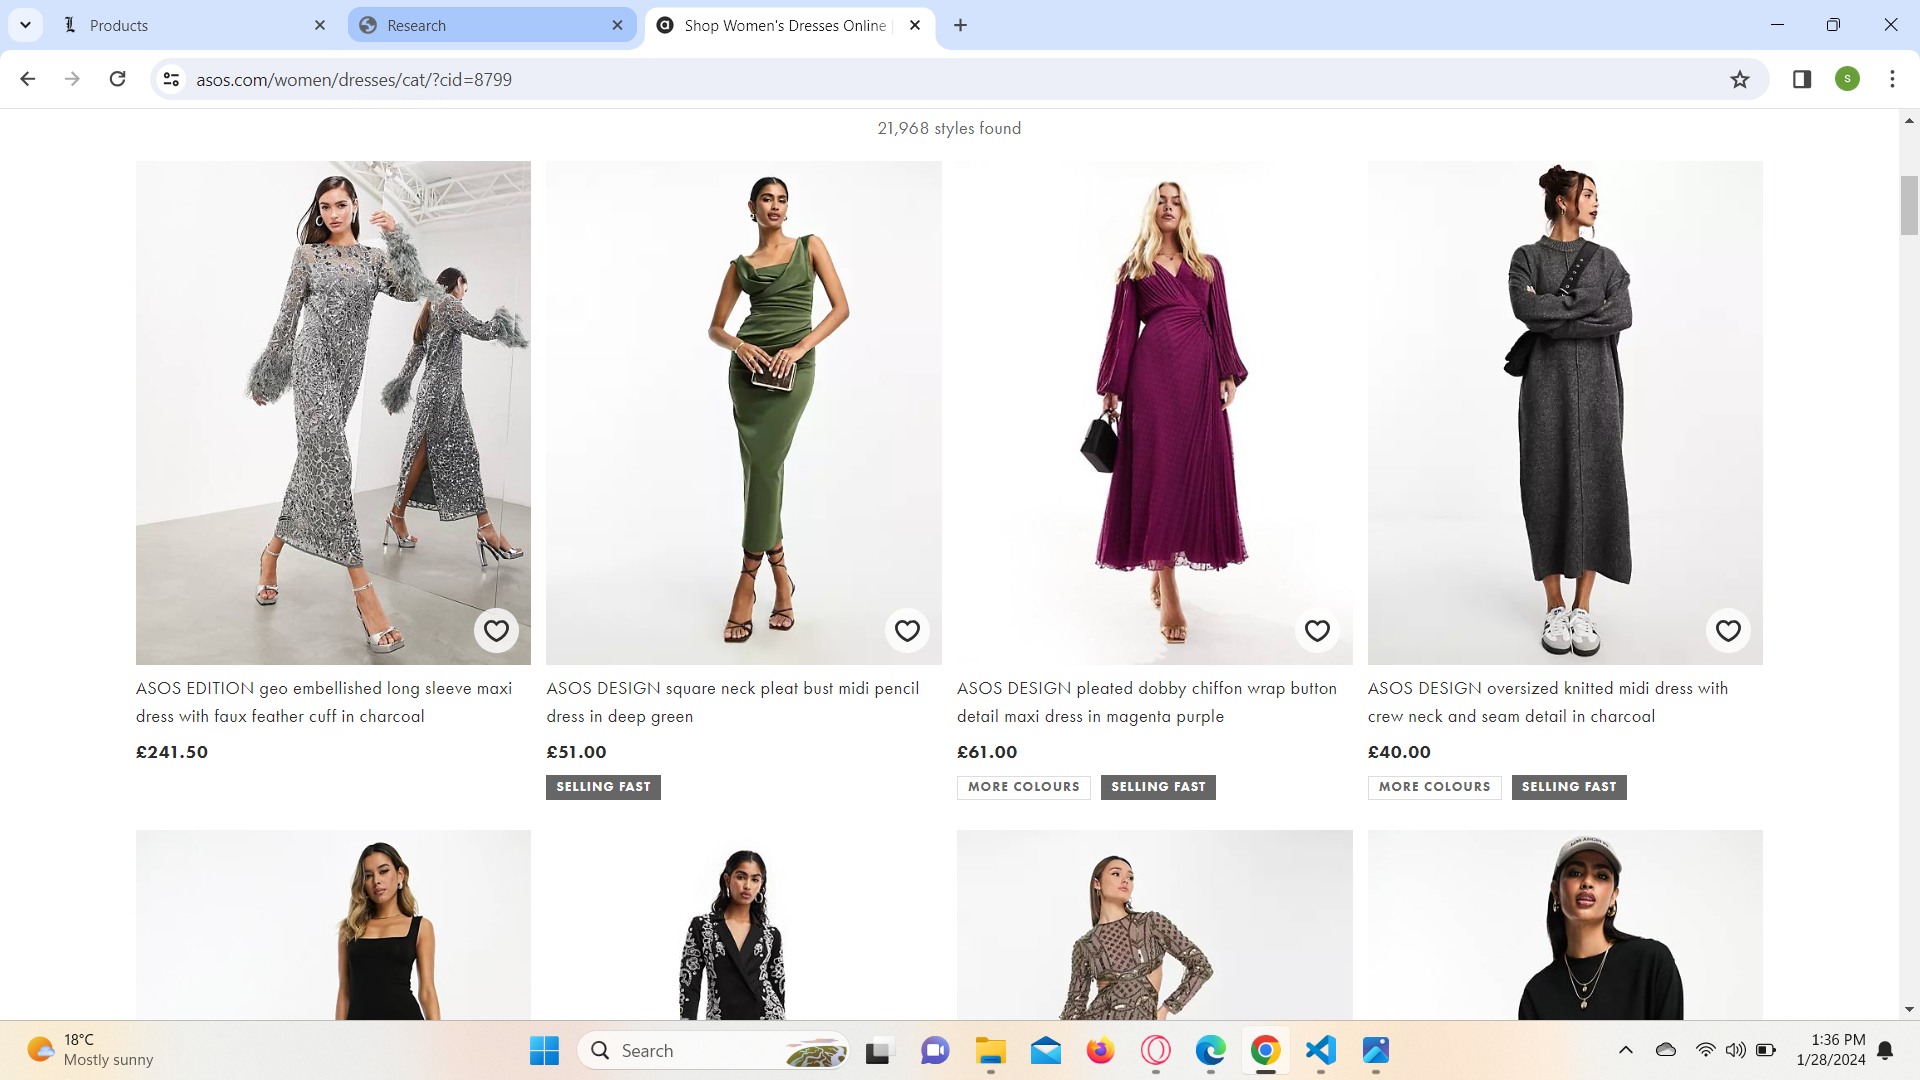 Products
Research
Shop Women's Dresses Online |
asos.com/women/dresses/cat/?cid=8799
S
21,968 styles found
ASOS EDITION geo embellished long sleeve maxi
dress with faux feather cuff in charcoal
£241.50
ASOS DESIGN square neck pleat bust midi pencil
dress in deep green
£51.00
SELLING FAST
ASOS DESIGN pleated dobby chiffon wrap button
detail maxi dress in magenta purple
£61.00
MORE COLOURS
SELLING FAST
ASOS DESIGN oversized knitted midi dress with
crew neck and seam detail in charcoal
£40.00
MORE COLOURS
SELLING FAST
LOS ANGELES
18°C
Mostly sunny
Search
1:36 PM
1/28/2024